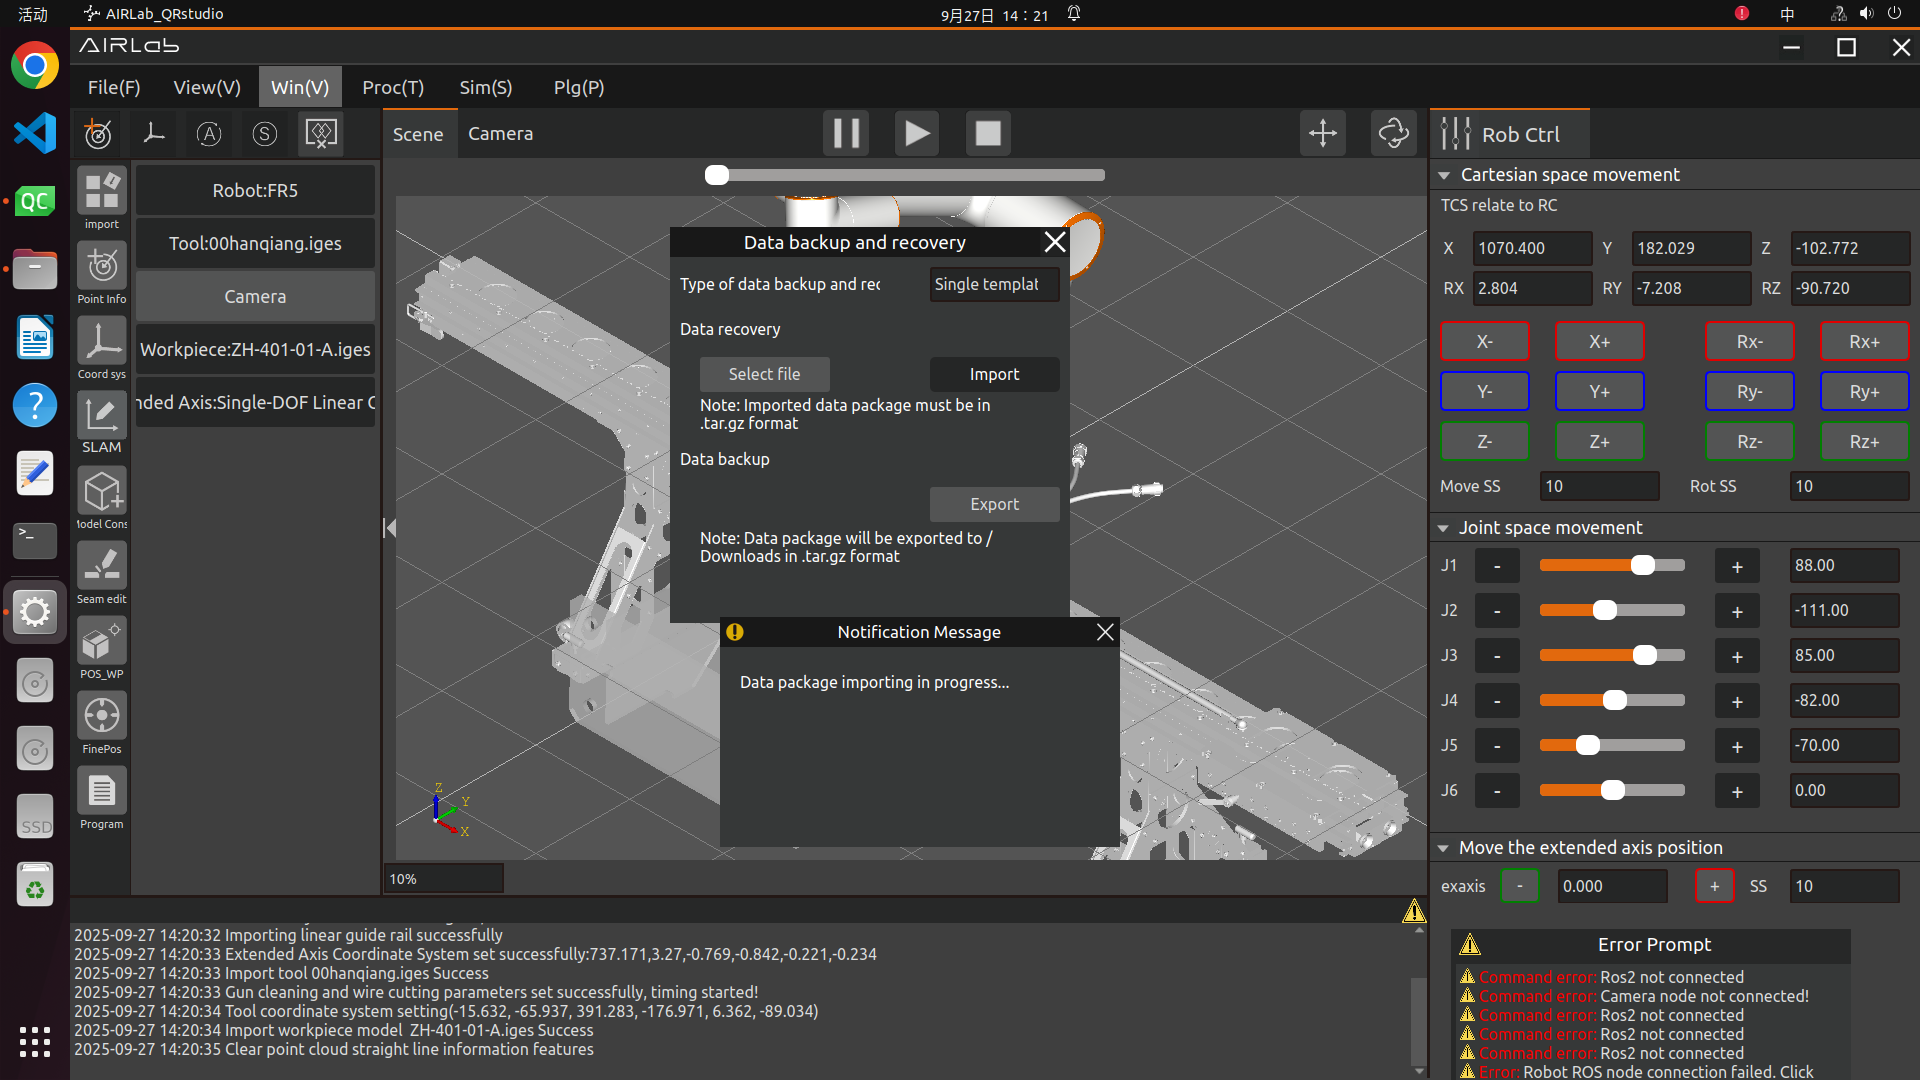 活动
AIRLab_QRstudio
9月27日 14：21
中
AIRLab
File(F)
View(V)
Win(V)
Proc(T)
Sim(S)
Plg(P)
A
S
Scene
Camera
Rob Ctrl
QC
SSD
import
Point Info
Coord sys
SLAM
Model Cons
Seam edit
POS_WP
FinePos
Program
Robot:FR5
Tool:00hanqiang.iges
Camera
Workpiece:ZH-401-01-A.iges
nded Axis:Single-DOF Linear C
Data backup and recovery
Type of data backup and rec
Single templat
Data recovery
Select file
Import
Note: Imported data package must be in
.tar.gz format
Data backup
Export
Note: Data package will be exported to /
Downloads in .tar.gz format
Notification Message
Data package importing in progress...
Z
Y
X
10%
Cartesian space movement
TCS relate to RC
X 1070.400 Y 182.029 Z -102.772
RX 2.804 RY -7.208 RZ -90.720
X- X+ Rx- Rx+
Y- Y+ Ry- Ry+
Z- Z+ Rz- Rz+
Move SS 10 Rot SS 10
Joint space movement
J1 - + 88.00
J2 - + -111.00
J3 - + 85.00
J4 - + -82.00
J5 - + -70.00
J6 - + 0.00
Move the extended axis position
exaxis - 0.000 + SS 10
2025-09-27 14:20:32 Importing linear guide rail successfully
2025-09-27 14:20:33 Extended Axis Coordinate System set successfully:737.171,3.27,-0.769,-0.842,-0.221,-0.234
2025-09-27 14:20:33 Import tool 00hanqiang.iges Success
2025-09-27 14:20:33 Gun cleaning and wire cutting parameters set successfully, timing started!
2025-09-27 14:20:34 Tool coordinate system setting(-15.632, -65.937, 391.283, -176.971, 6.362, -89.034)
2025-09-27 14:20:34 Import workpiece model  ZH-401-01-A.iges Success
2025-09-27 14:20:35 Clear point cloud straight line information features
Error Prompt
Command error: Ros2 not connected
Command error: Camera node not connected!
Command error: Ros2 not connected
Command error: Ros2 not connected
Command error: Ros2 not connected
Error: Robot ROS node connection failed. Click